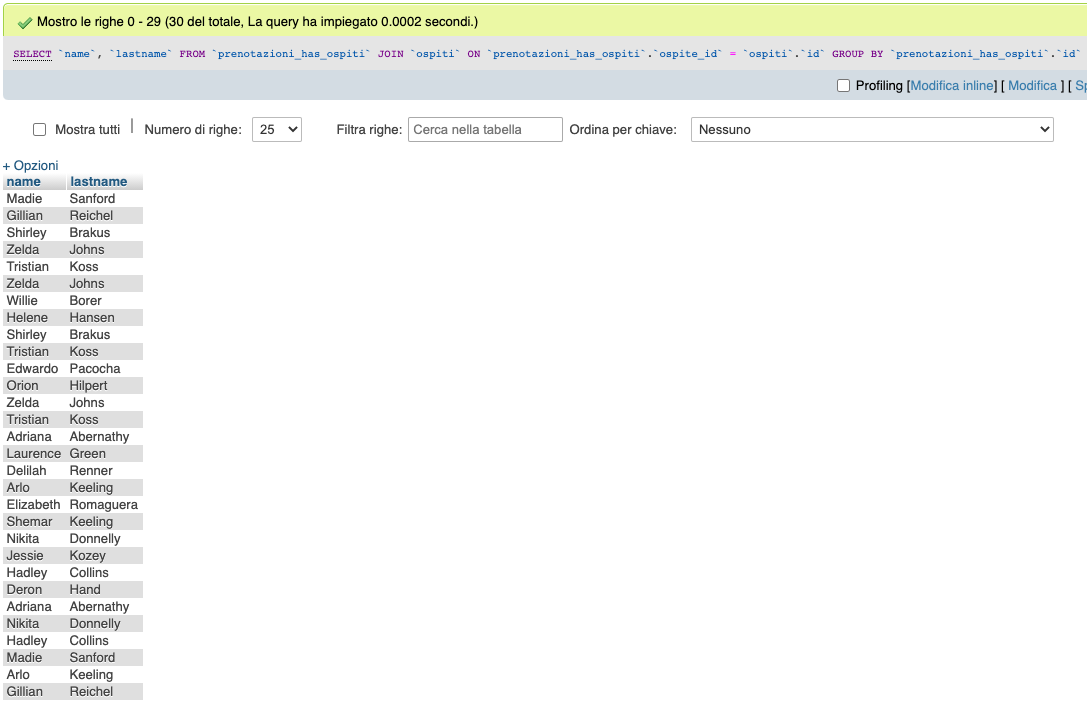 Mostro le righe 0 - 29 (30 del totale, La query ha impiegato 0.0002 secondi.)
SELECT `name`, `lastname` FROM `prenotazioni_has_ospiti` JOIN `ospiti` ON `prenotazioni_has_ospiti`.`ospite_id` = `ospiti`.`id` GROUP BY `prenotazioni_has_ospiti`.`id`
Profiling [Modifica inline] [ Modifica ] [ Sp
Mostra tutti | Numero di righe: 25 Filtra righe: Cerca nella tabella Ordina per chiave: Nessuno
+ Opzioni
name lastname
Madie Sanford
Gillian Reichel
Shirley Brakus
Zelda Johns
Tristian Koss
Zelda Johns
Willie Borer
Helene Hansen
Shirley Brakus
Tristian Koss
Edwardo Pacocha
Orion Hilpert
Zelda Johns
Tristian Koss
Adriana Abernathy
Laurence Green
Delilah Renner
Arlo Keeling
Elizabeth Romaguera
Shemar Keeling
Nikita Donnelly
Jessie Kozey
Hadley Collins
Deron Hand
Adriana Abernathy
Nikita Donnelly
Hadley Collins
Madie Sanford
Arlo Keeling
Gillian Reichel